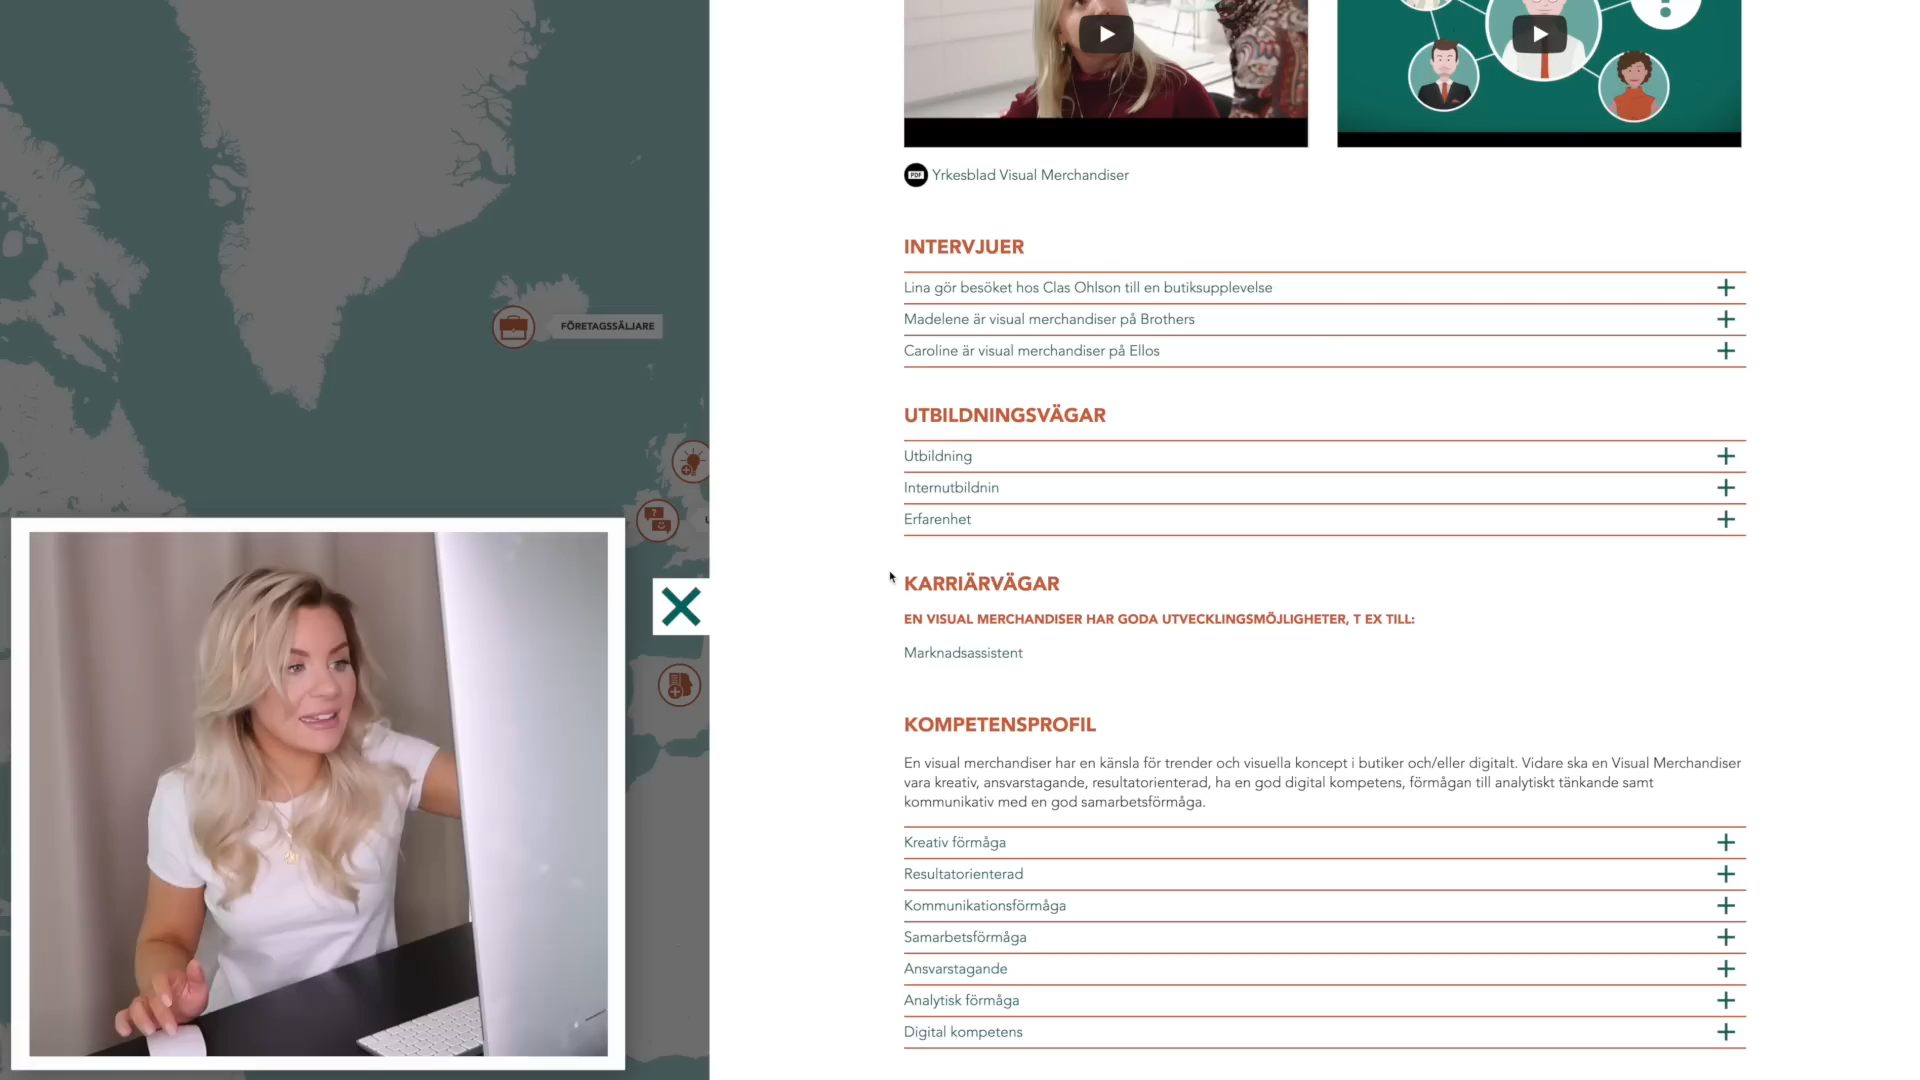 FÖRETAGSSÄLJARE
PDF Yrkesblad Visual Merchandiser
INTERVJUER
Lina gör besöket hos Clas Ohlson till en butiksupplevelse
Madelene är visual merchandiser på Brothers
Caroline är visual merchandiser på Ellos
UTBILDNINGSVÄGAR
Utbildning
Internutbildnin
Erfarenhet
KARRIÄRVÄGAR
EN VISUAL MERCHANDISER HAR GODA UTVECKLINGSMÖJLIGHETER, T EX TILL:
Marknadsassistent
KOMPETENSPROFIL
En visual merchandiser har en känsla för trender och visuella koncept i butiker och/eller digitalt. Vidare ska en Visual Merchandiser
vara kreativ, ansvarstagande, resultatorienterad, ha en god digital kompetens, förmågan till analytiskt tänkande samt
kommunikativ med en god samarbetsförmåga.
Kreativ förmåga
Resultatorienterad
Kommunikationsförmåga
Samarbetsförmåga
Ansvarstagande
Analytisk förmåga
Digital kompetens